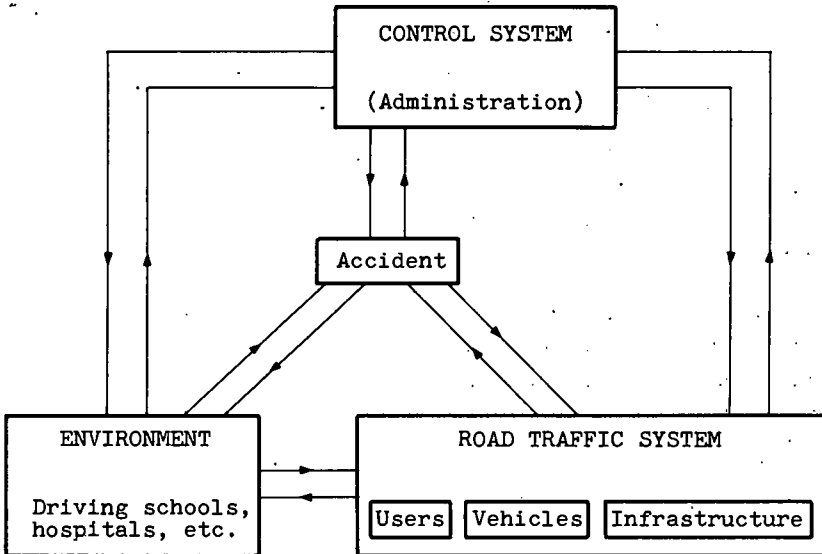 CONTROL SYSTEM
(Administration)
Accident
ENVIRONMENT
Driving schools,
hospitals, etc.
ROAD TRAFFIC SYSTEM
Users
Vehicles
Infrastructure